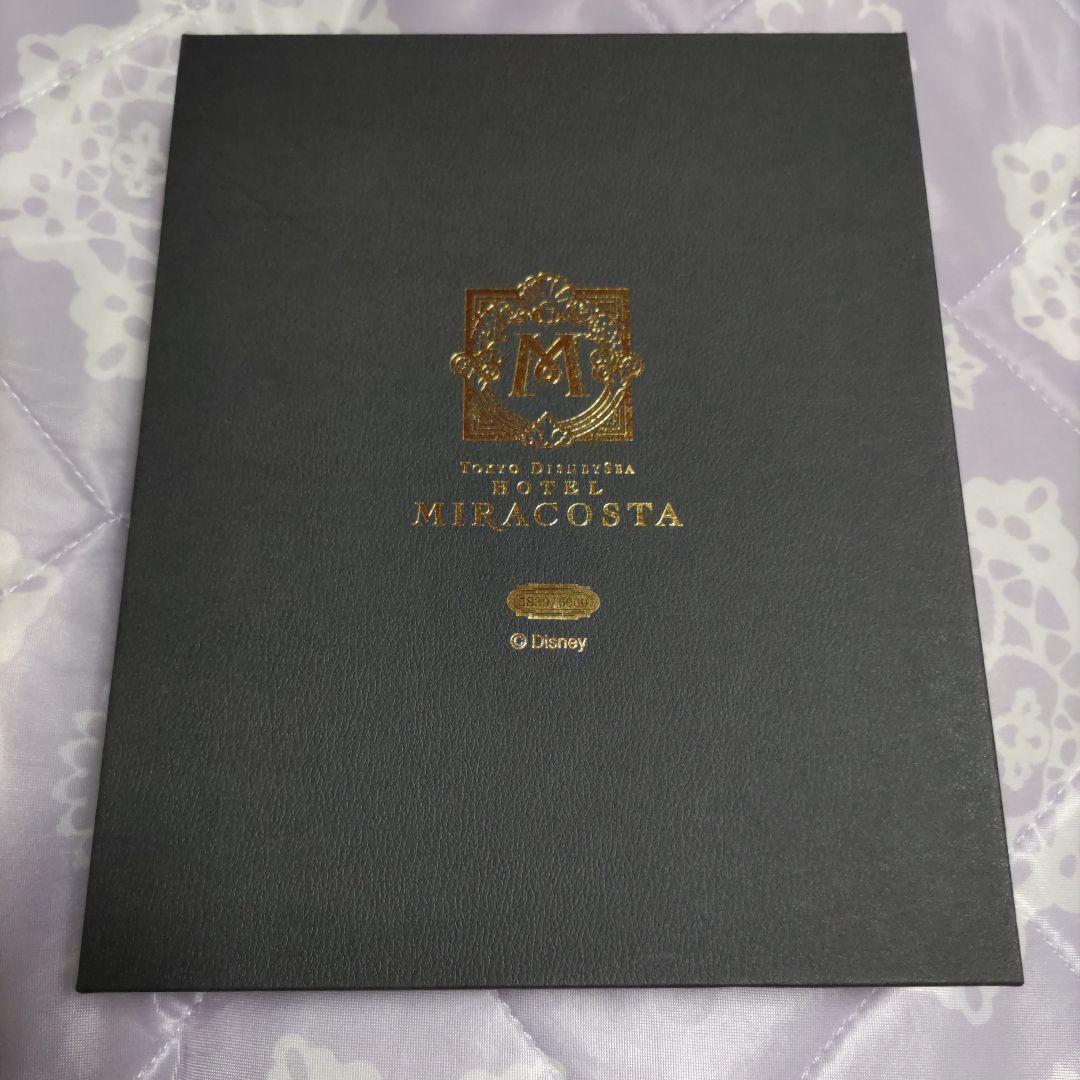 M
TOKYO DISNEYSEA
HOTEL
MIRACOSTA
© Disney